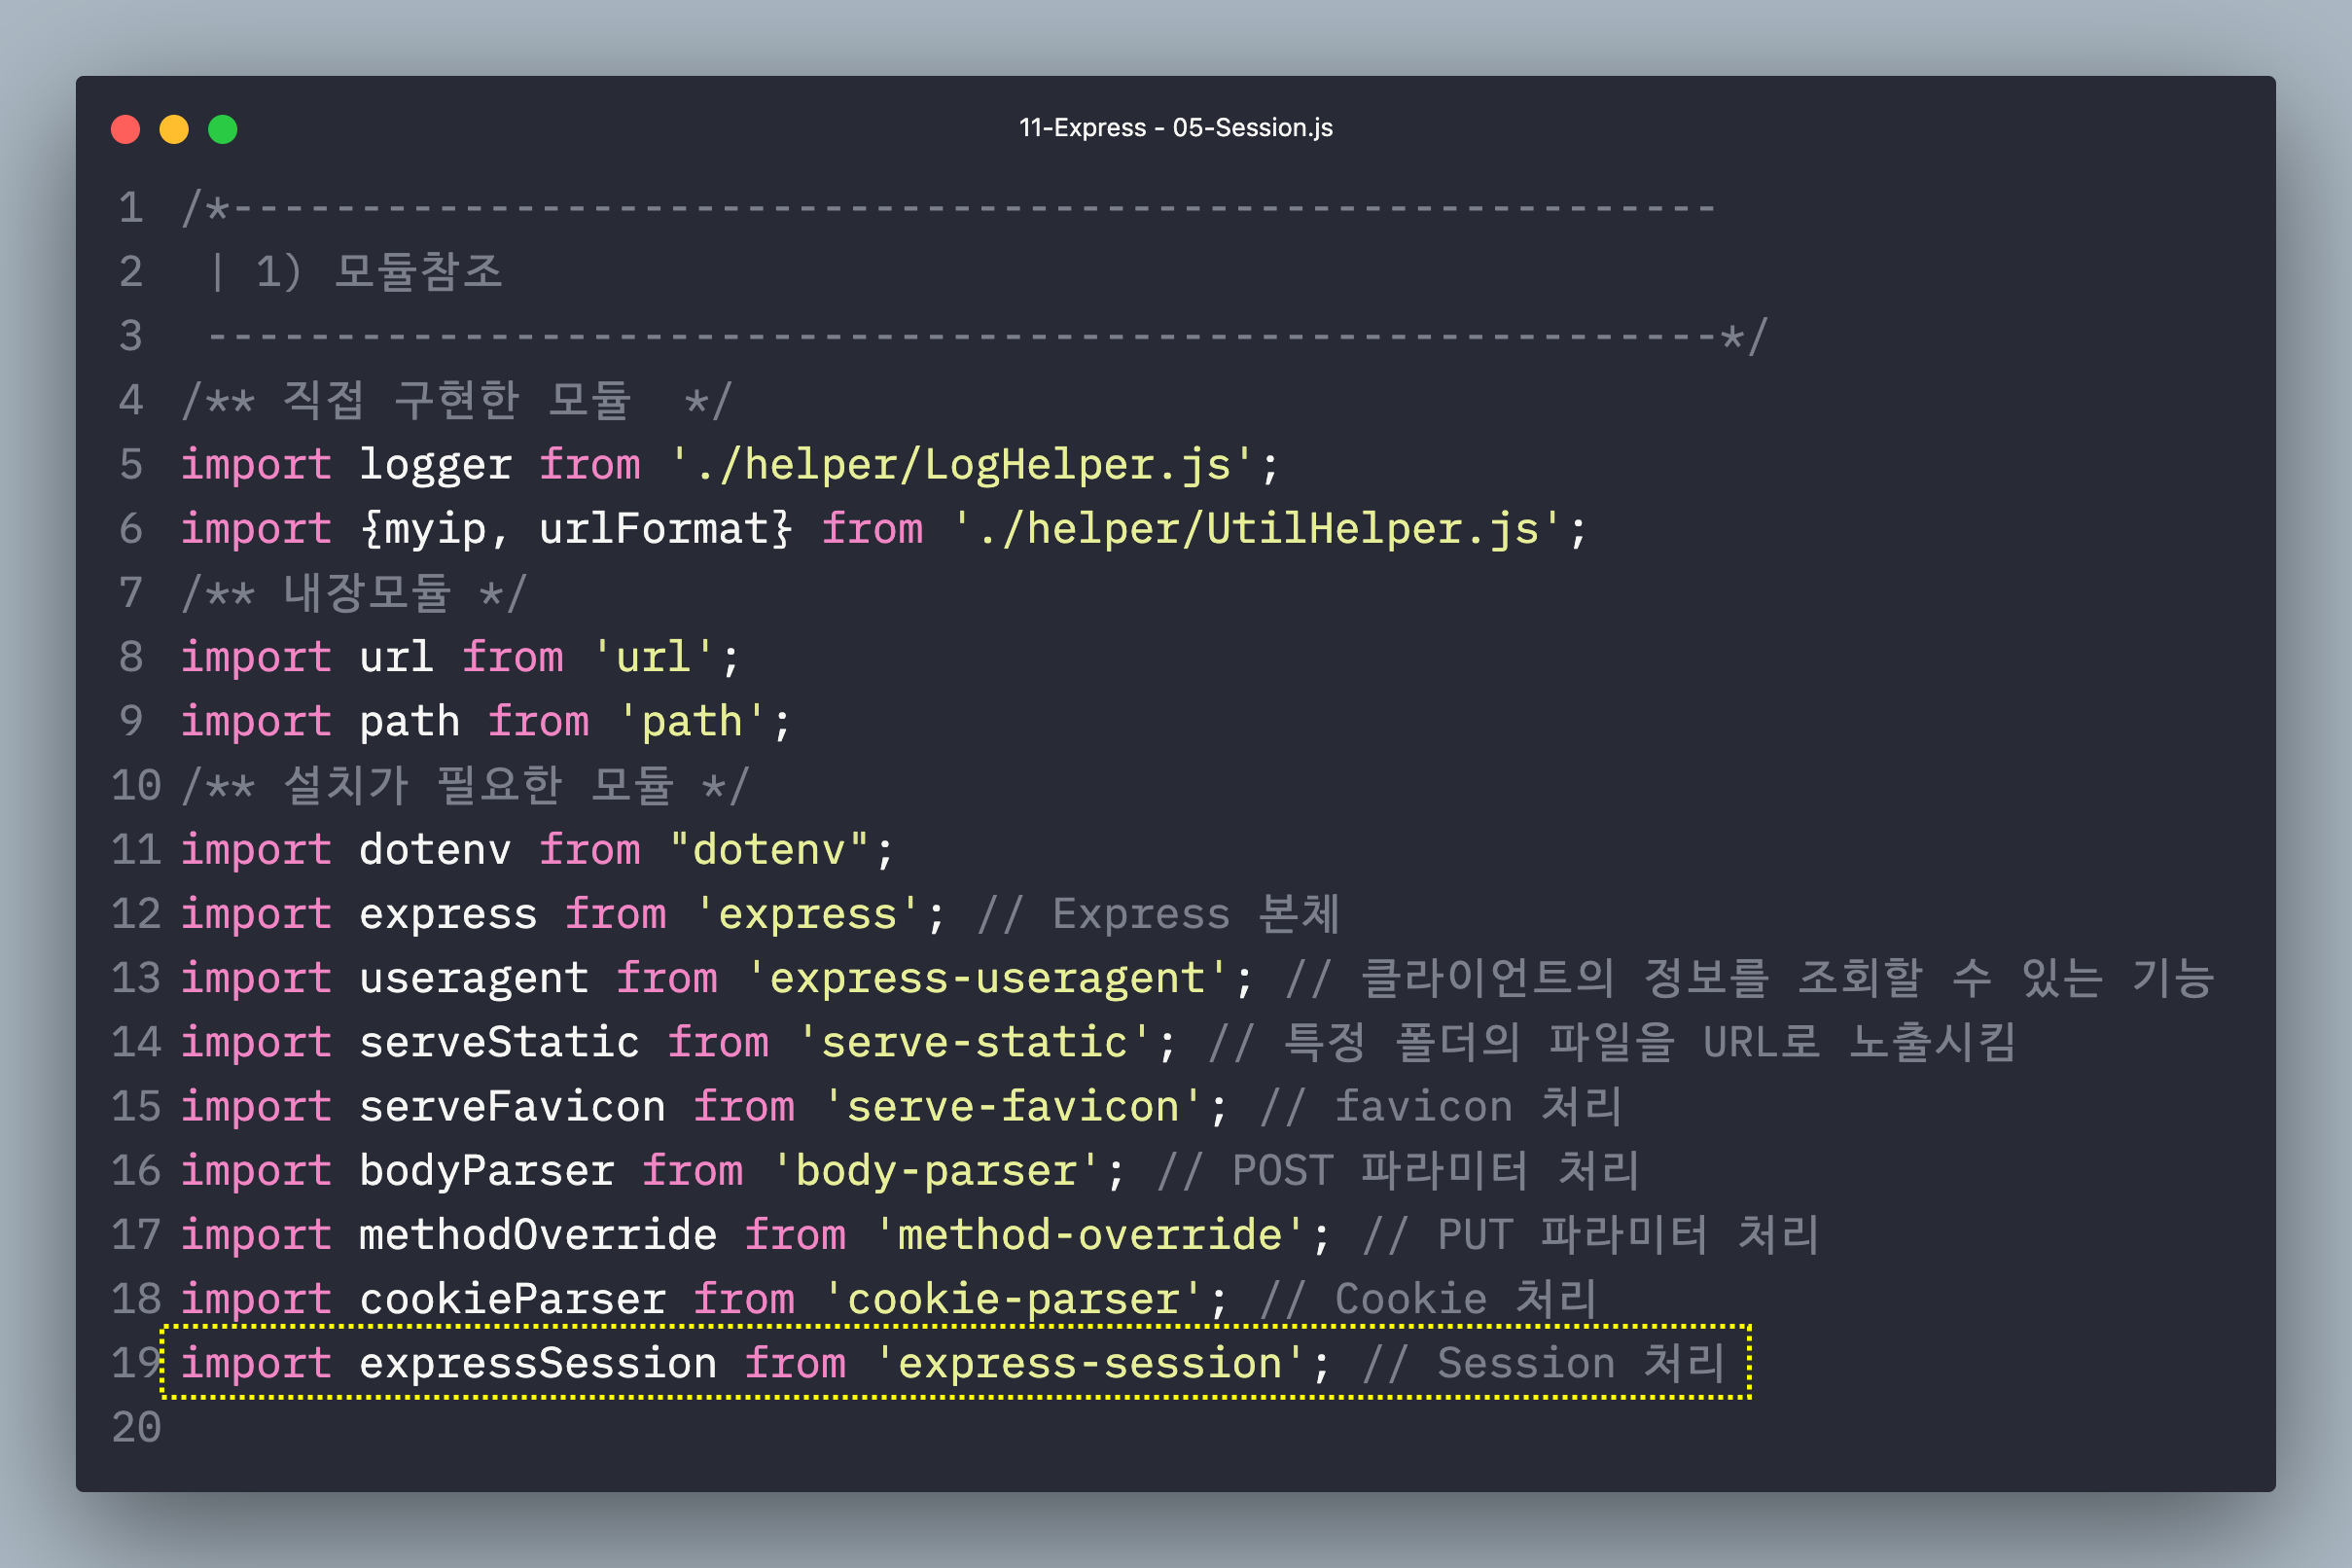 11-Express - 05-Session.js
1 /*----------------------------------------------------------
2  | 1) 모듈참조
3  -----------------------------------------------------------*/
4 /** 직접 구현한 모듈  */
5 import logger from './helper/LogHelper.js';
6 import {myip, urlFormat} from './helper/UtilHelper.js';
7 /** 내장모듈 */
8 import url from 'url';
9 import path from 'path';
10 /** 설치가 필요한 모듈 */
11 import dotenv from "dotenv";
12 import express from 'express'; // Express 본체
13 import useragent from 'express-useragent'; // 클라이언트의 정보를 조회할 수 있는 기능
14 import serveStatic from 'serve-static'; // 특정 폴더의 파일을 URL로 노출시킴
15 import serveFavicon from 'serve-favicon'; // favicon 처리
16 import bodyParser from 'body-parser'; // POST 파라미터 처리
17 import methodOverride from 'method-override'; // PUT 파라미터 처리
18 import cookieParser from 'cookie-parser'; // Cookie 처리
19 import expressSession from 'express-session'; // Session 처리
20